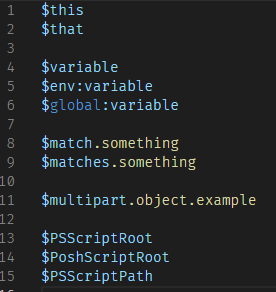 1 $this
2 $that
3
4 $variable
5 $env:variable
6 $global:variable
7
8 $match.something
9 $matches.something
10
11 $multipart.object.example
12
13 $PSScriptRoot
14 $PoshScriptRoot
15 $PSScriptPath